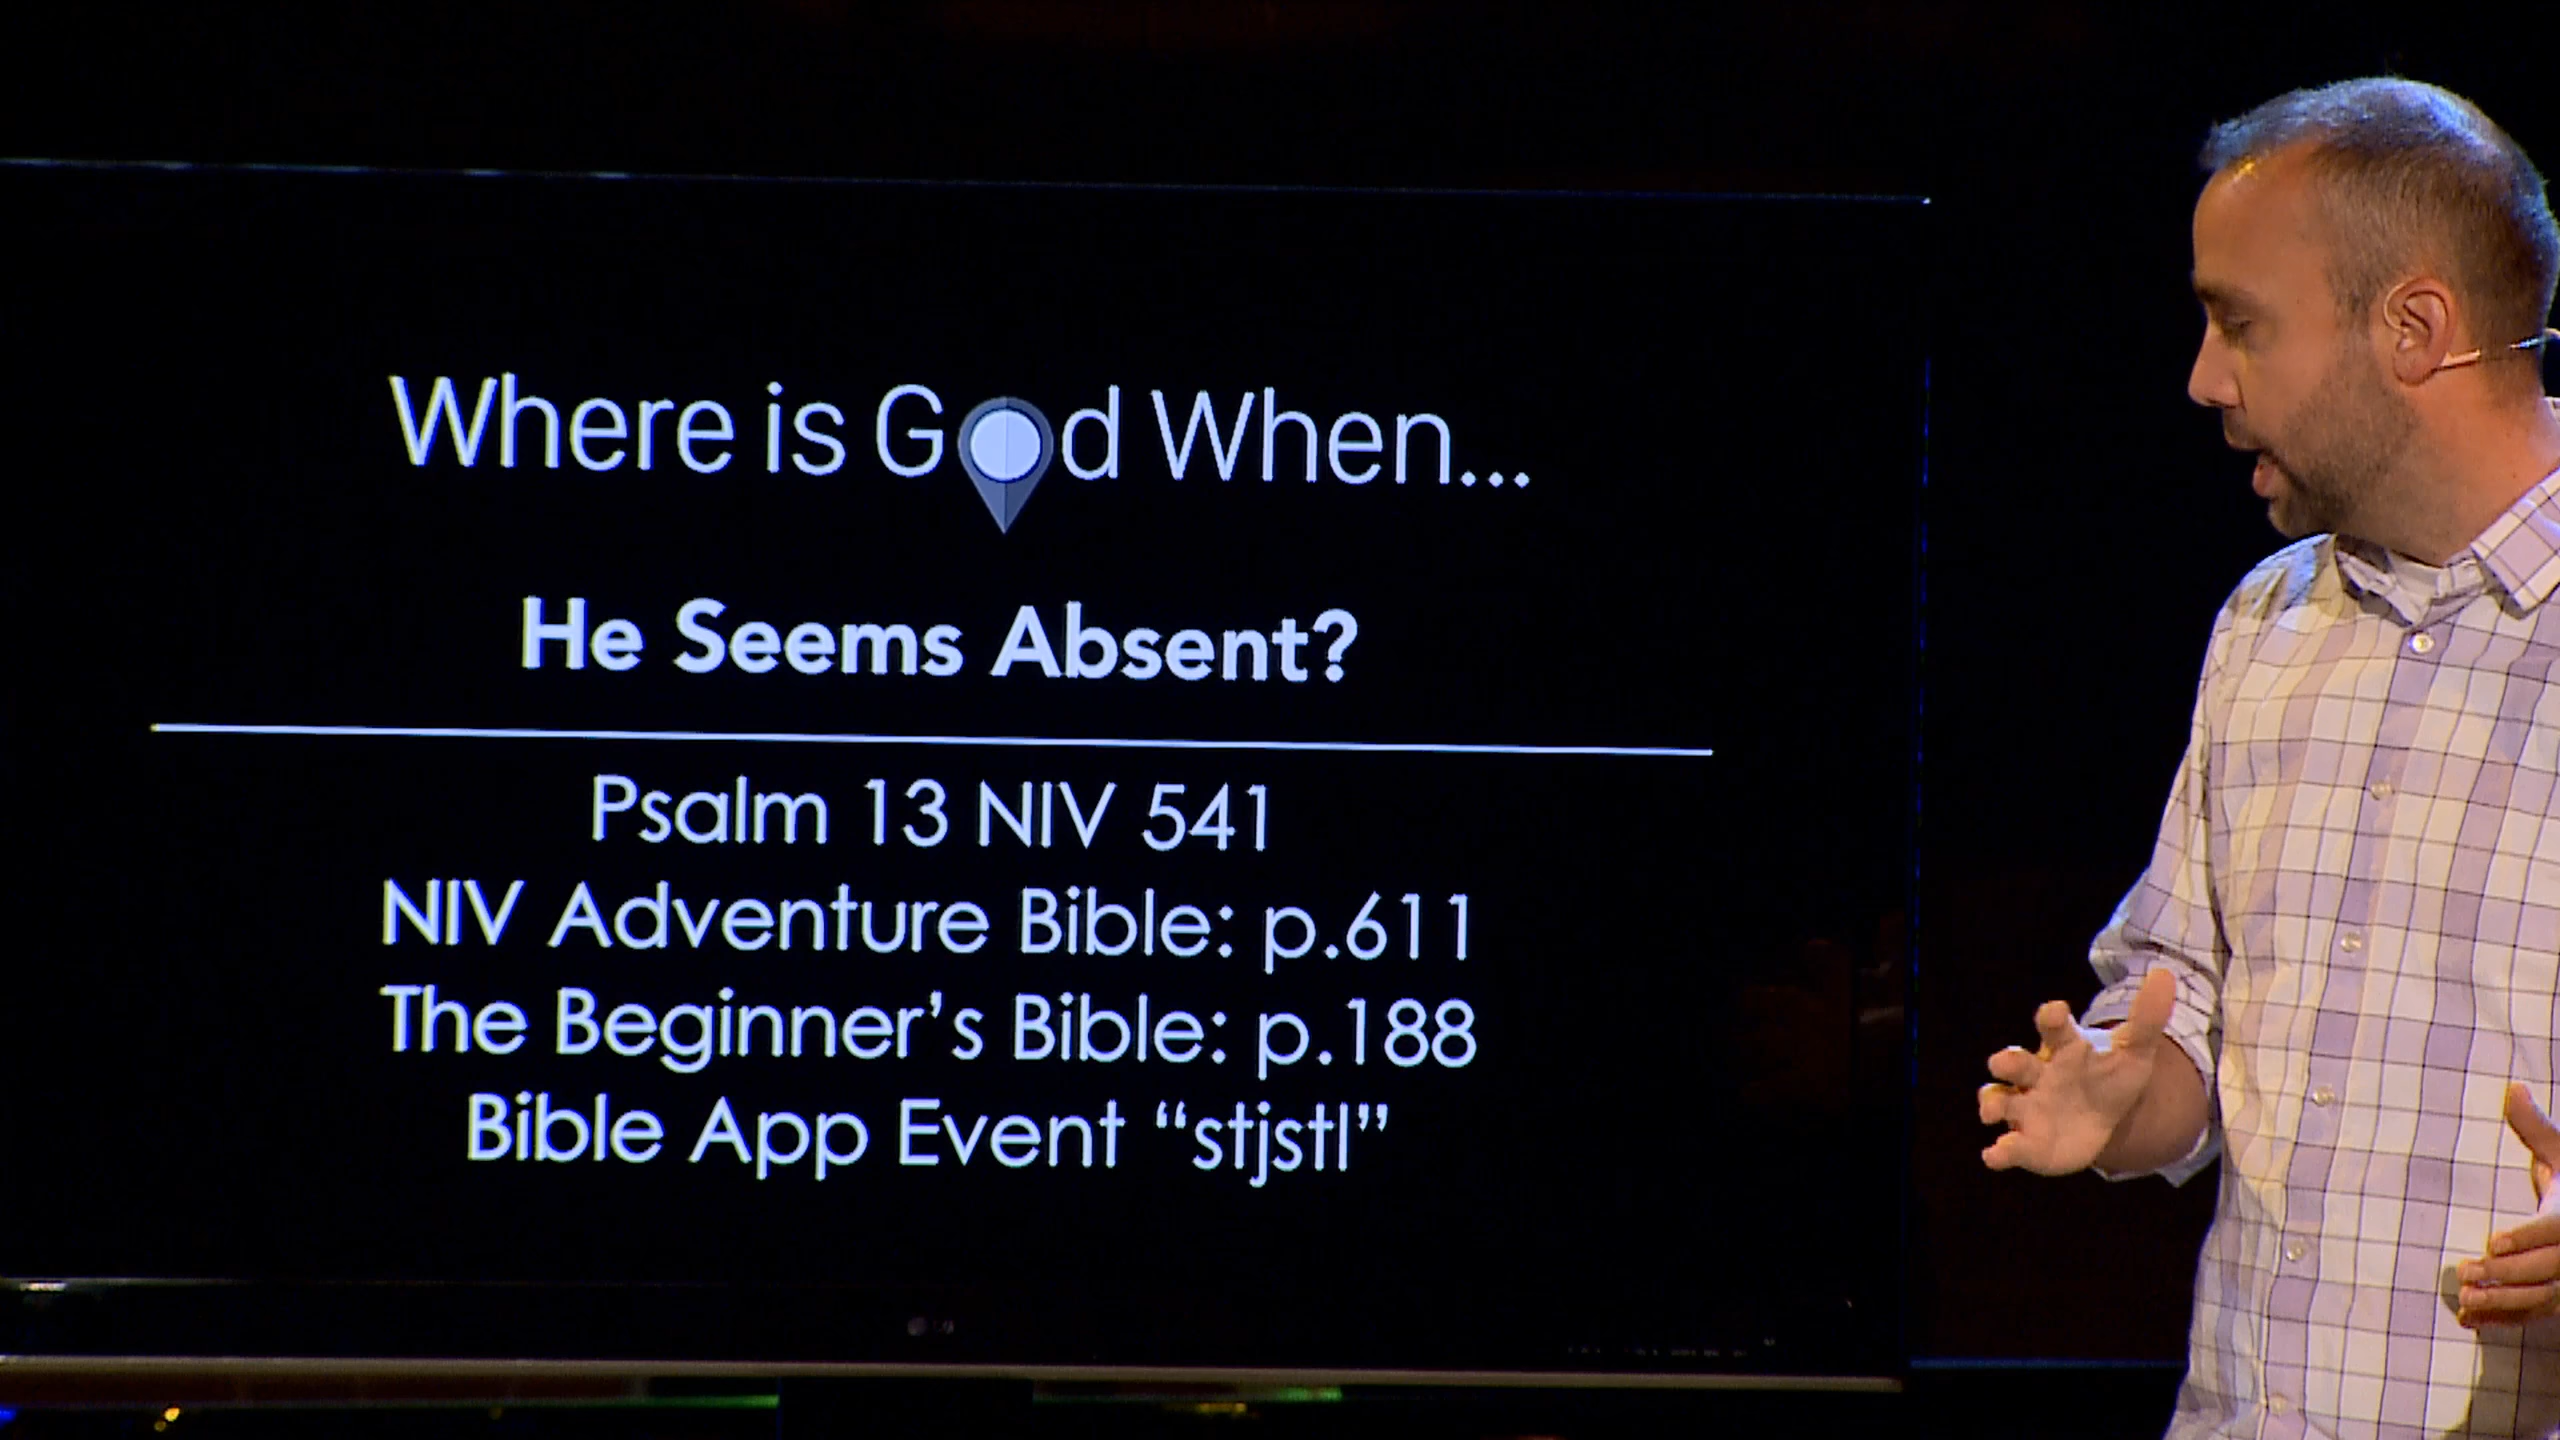 Where is God When...
He Seems Absent?
Psalm 13 NIV 541
NIV Adventure Bible: p.611
The Beginner’s Bible: p.188
Bible App Event “stjstl”
LG